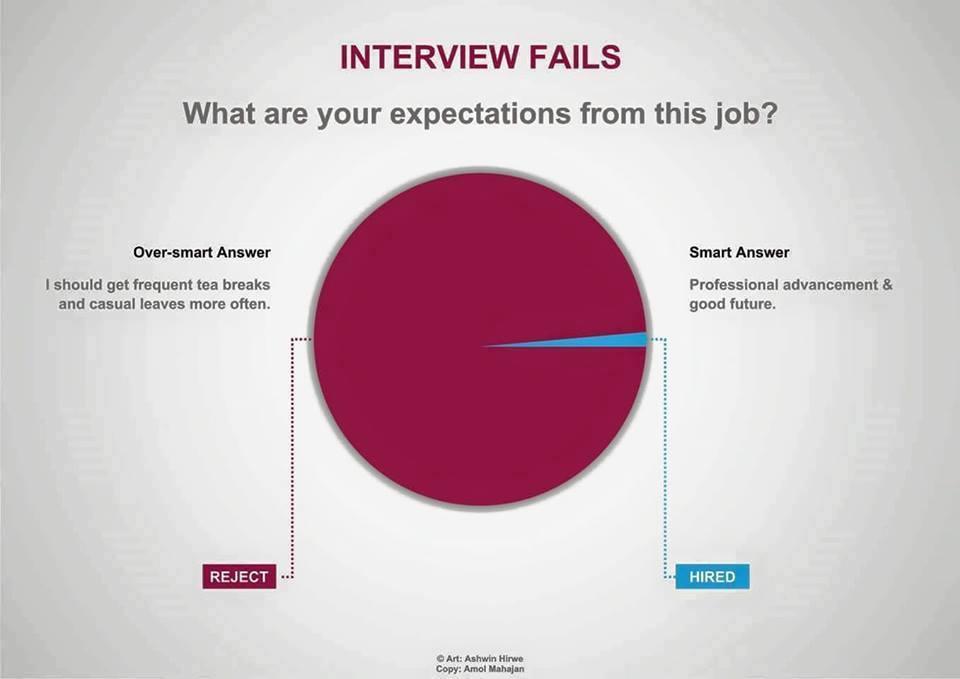 INTERVIEW FAILS
What are your expectations from this job?
Over-smart Answer
I should get frequent tea breaks
and casual leaves more often.
Smart Answer
Professional advancement &
good future.
REJECT
HIRED
© Art: Ashwin Hirwe
Copy: Amol Mahajan